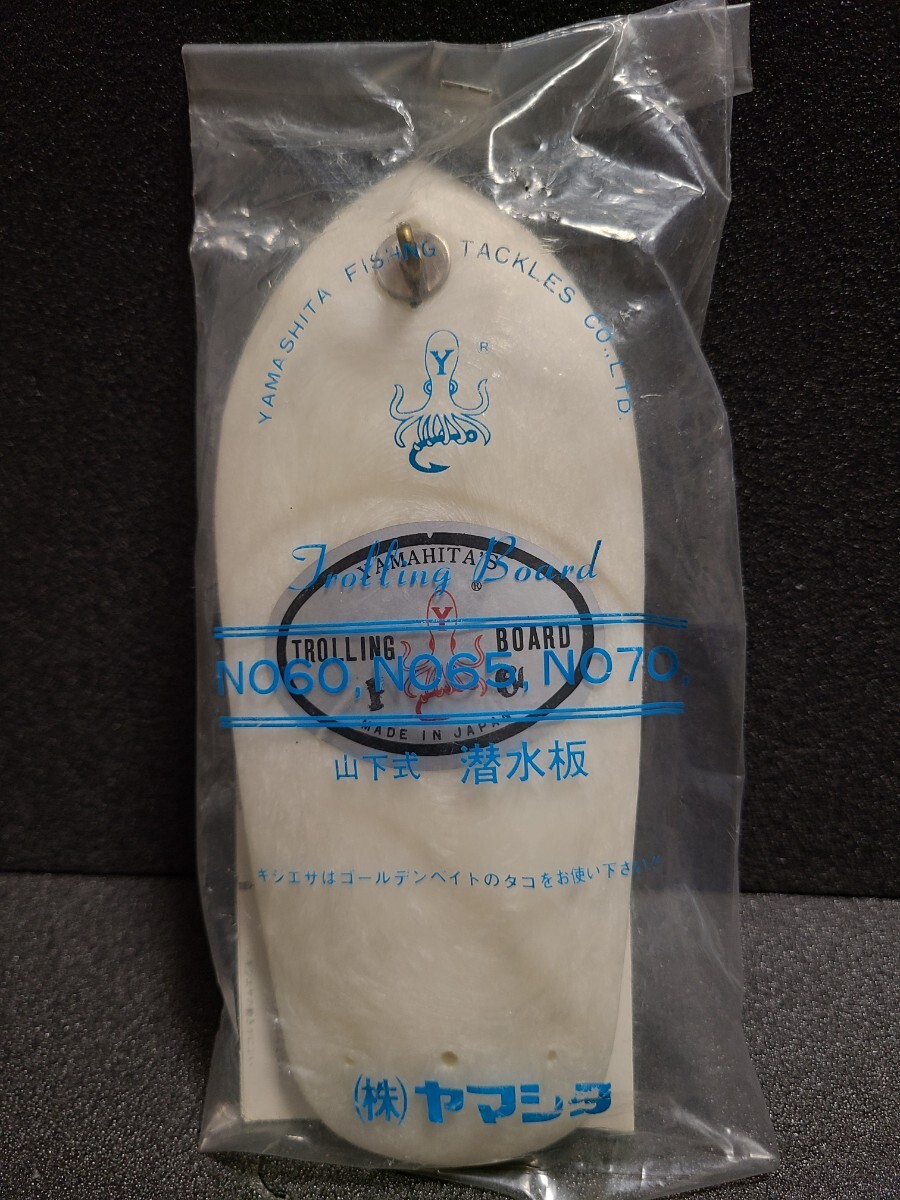 YAMASHITA FISHING TACKLES CO., LTD.
Y
R
Trolling Board
YAMAHITA'S
®
Y
TROLLING BOARD
NO60, NO65, NO70,
MADE IN JAPAN
山下式 潜水板
ギジエサはゴールデンベイトのタコをお使い下さい
(株)ヤマシタ